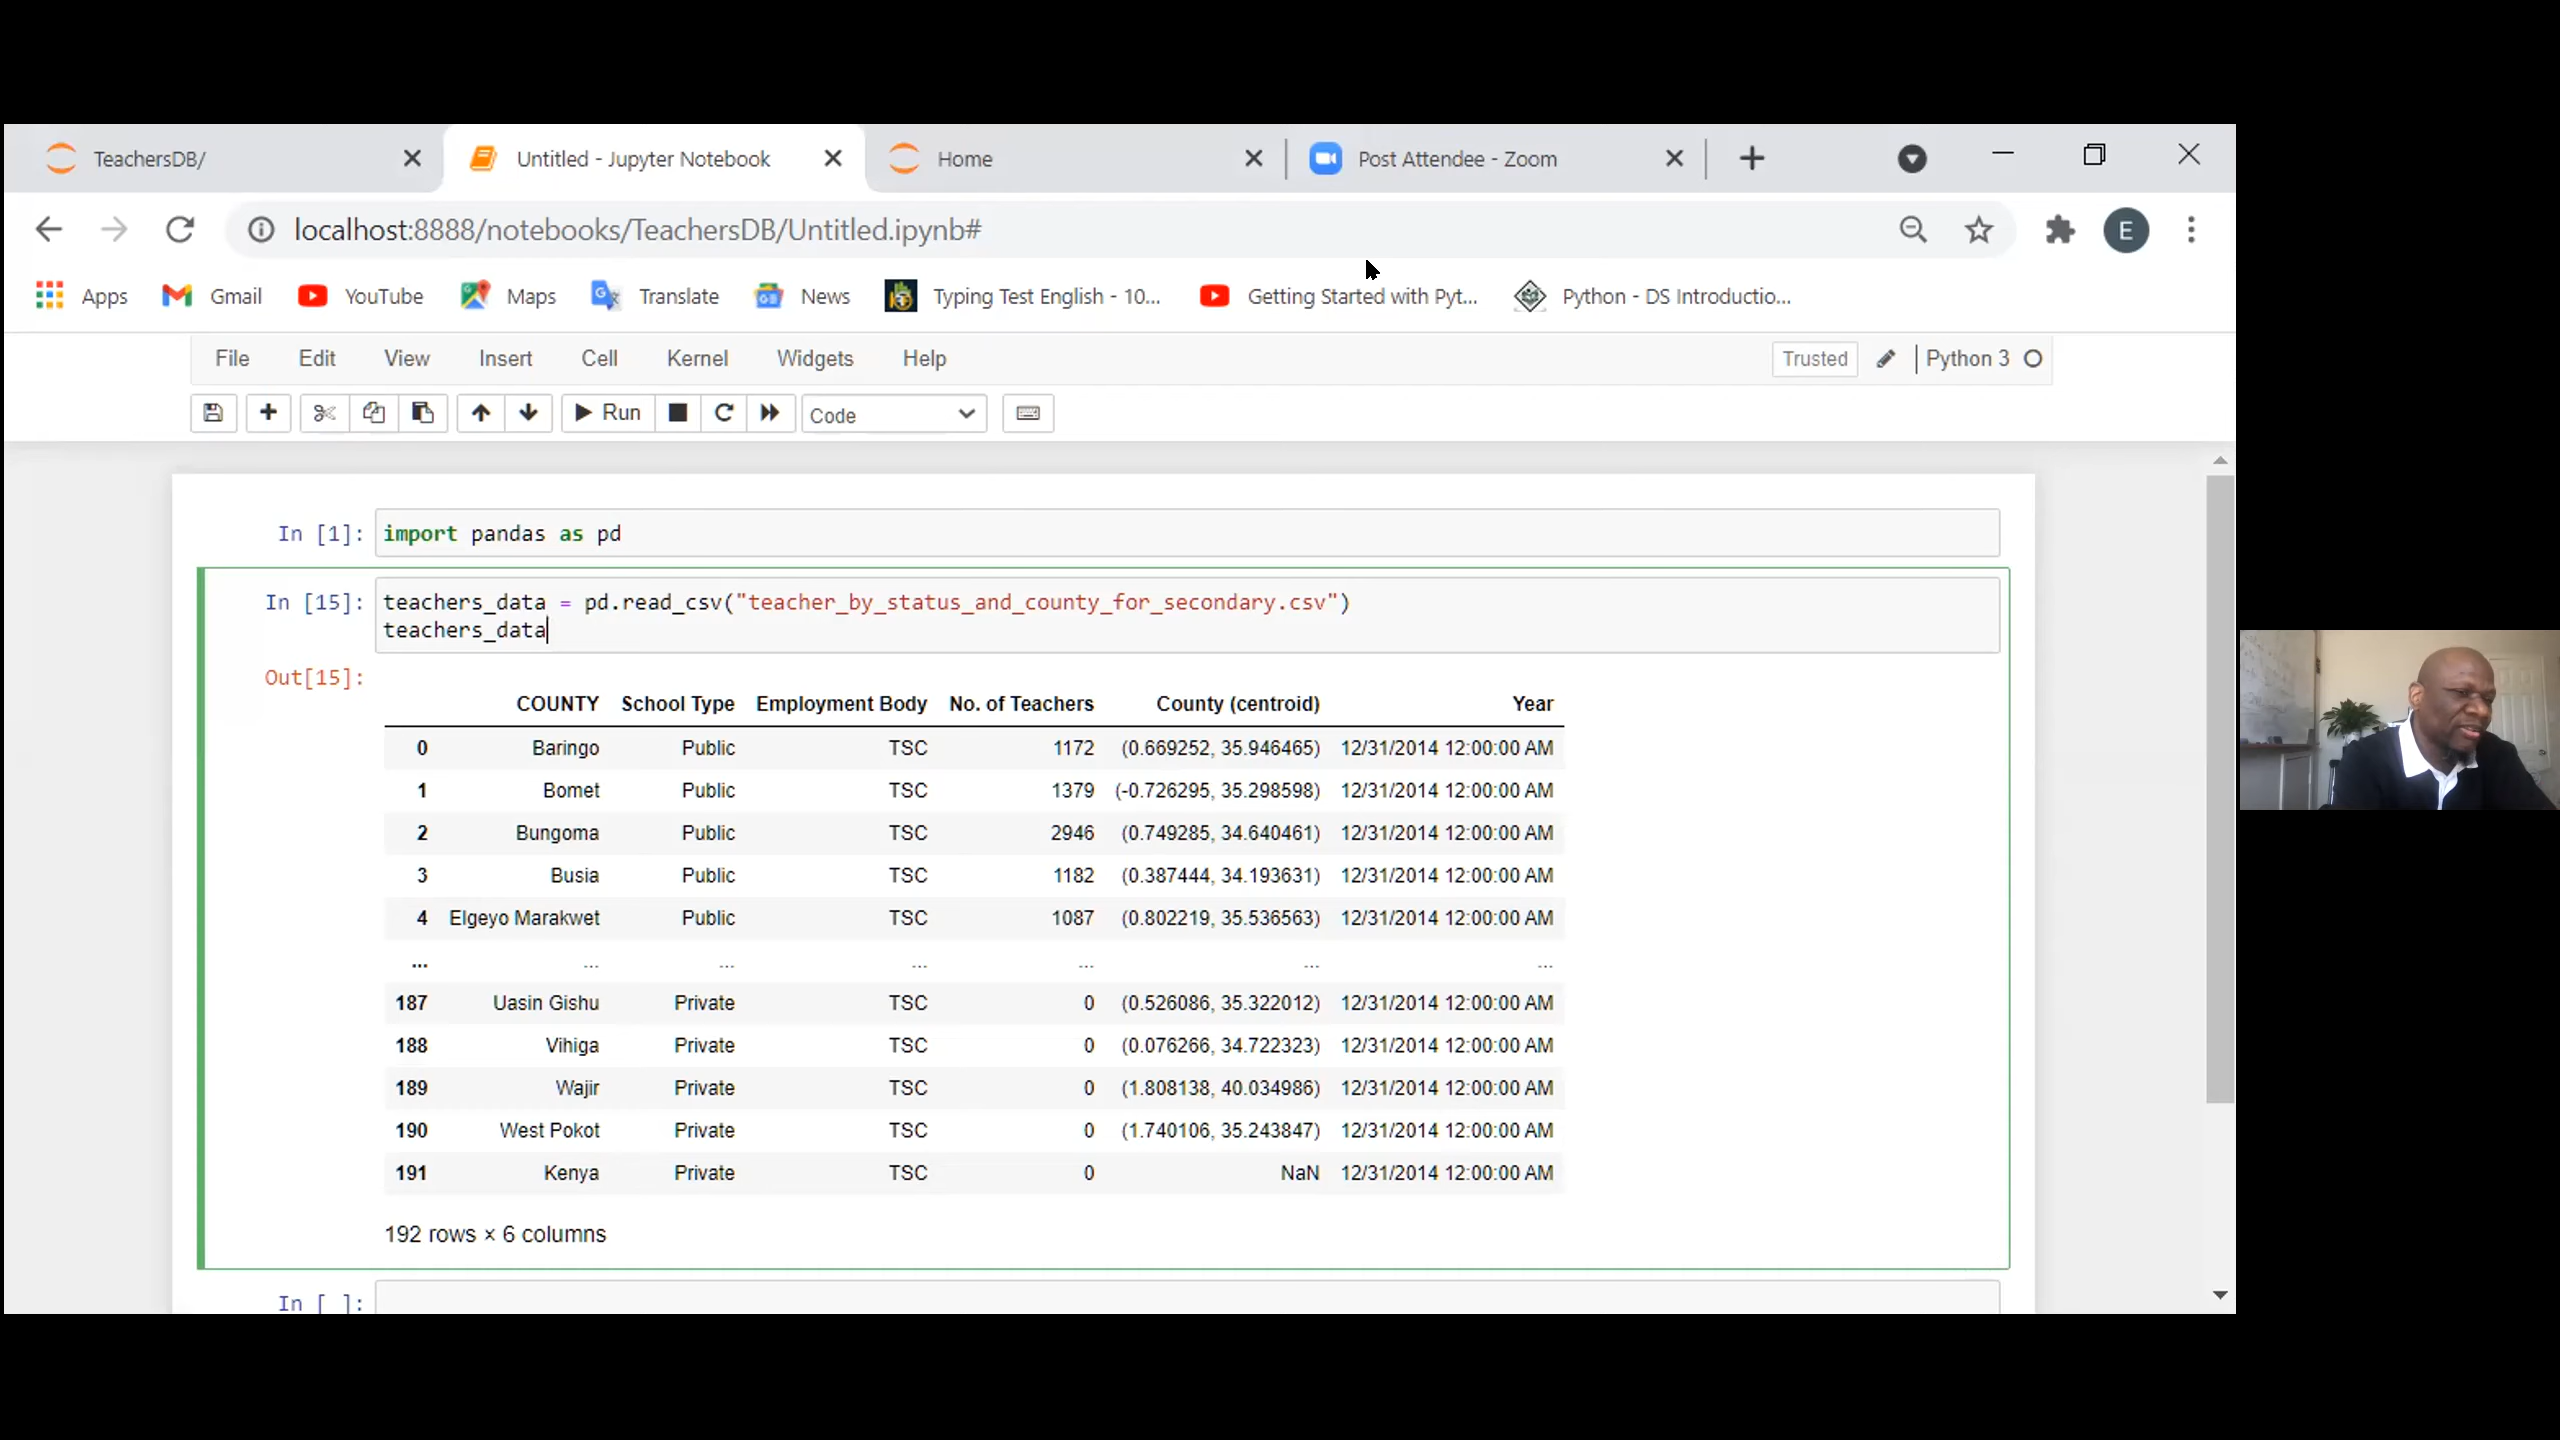 TeachersDB/
Untitled - Jupyter Notebook
Home
Post Attendee - Zoom
localhost:8888/notebooks/TeachersDB/Untitled.ipynb#
E
Apps Gmail YouTube Maps Translate News Typing Test English - 10... Getting Started with Pyt... Python - DS Introductio...
File Edit View Insert Cell Kernel Widgets Help Trusted Python 3
Run Code
In [1]: import pandas as pd
In [15]: teachers_data = pd.read_csv("teacher_by_status_and_county_for_secondary.csv")
teachers_data
Out[15]:
COUNTY School Type Employment Body No. of Teachers County (centroid) Year
0 Baringo Public TSC 1172 (0.669252, 35.946465) 12/31/2014 12:00:00 AM
1 Bomet Public TSC 1379 (-0.726295, 35.298598) 12/31/2014 12:00:00 AM
2 Bungoma Public TSC 2946 (0.749285, 34.640461) 12/31/2014 12:00:00 AM
3 Busia Public TSC 1182 (0.387444, 34.193631) 12/31/2014 12:00:00 AM
4 Elgeyo Marakwet Public TSC 1087 (0.802219, 35.536563) 12/31/2014 12:00:00 AM
... ... ... ... ... ... ...
187 Uasin Gishu Private TSC 0 (0.526086, 35.322012) 12/31/2014 12:00:00 AM
188 Vihiga Private TSC 0 (0.076266, 34.722323) 12/31/2014 12:00:00 AM
189 Wajir Private TSC 0 (1.808138, 40.034986) 12/31/2014 12:00:00 AM
190 West Pokot Private TSC 0 (1.740106, 35.243847) 12/31/2014 12:00:00 AM
191 Kenya Private TSC 0 NaN 12/31/2014 12:00:00 AM
192 rows × 6 columns
In [ ]: